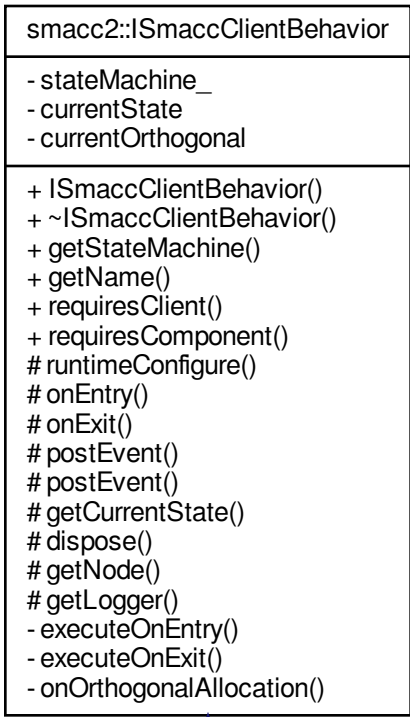 smacc2::ISmaccClientBehavior
- stateMachine_
- currentState
- currentOrthogonal
+ ISmaccClientBehavior()
+ ~ISmaccClientBehavior()
+ getStateMachine()
+ getName()
+ requiresClient()
+ requiresComponent()
# runtimeConfigure()
# onEntry()
# onExit()
# postEvent()
# postEvent()
# getCurrentState()
# dispose()
# getNode()
# getLogger()
- executeOnEntry()
- executeOnExit()
- onOrthogonalAllocation()